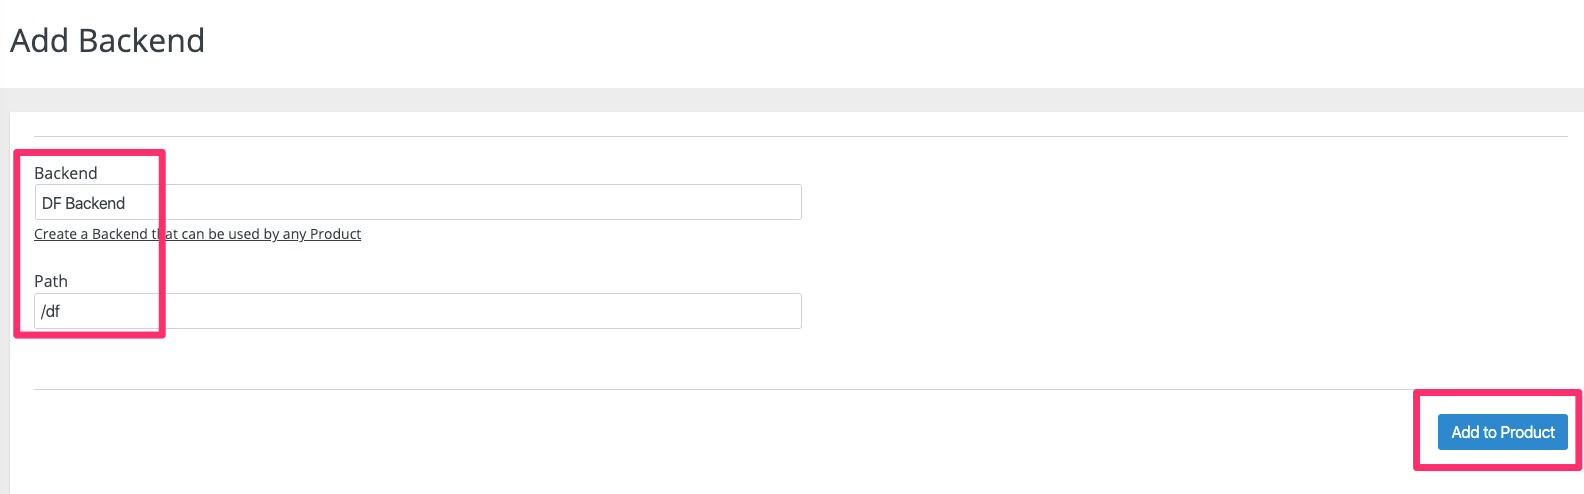 Add Backend
Backend
DF Backend
Create a Backend that can be used by any Product
Path
/df
Add to Product